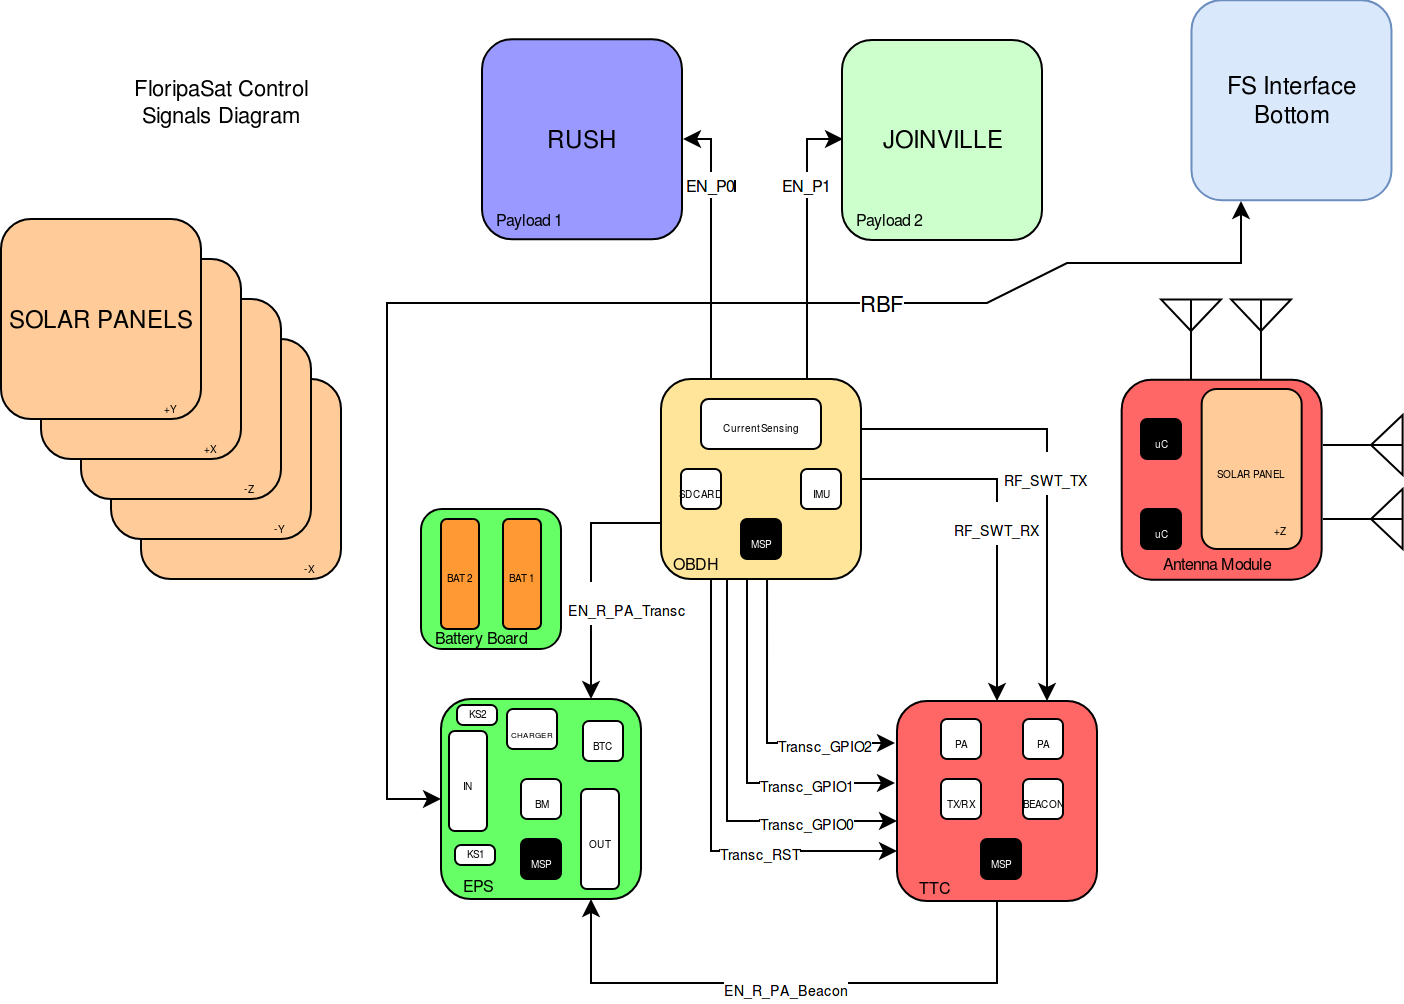 FloripaSat Control
Signals Diagram
RUSH
Payload 1
JOINVILLE
Payload 2
FS Interface
Bottom
EN_P0
EN_P1
RBF
SOLAR PANELS
+Y
+X
-Z
-Y
-X
CurrentSensing
SDCARD
IMU
MSP
OBDH
uC
uC
SOLAR PANEL
+Z
Antenna Module
RF_SWT_TX
RF_SWT_RX
BAT 2
BAT 1
Battery Board
EN_R_PA_Transc
KS2
CHARGER
BTC
IN
BM
OUT
KS1
MSP
EPS
Transc_GPIO2
Transc_GPIO1
Transc_GPIO0
Transc_RST
PA
PA
TX/RX
BEACON
MSP
TTC
EN_R_PA_Beacon